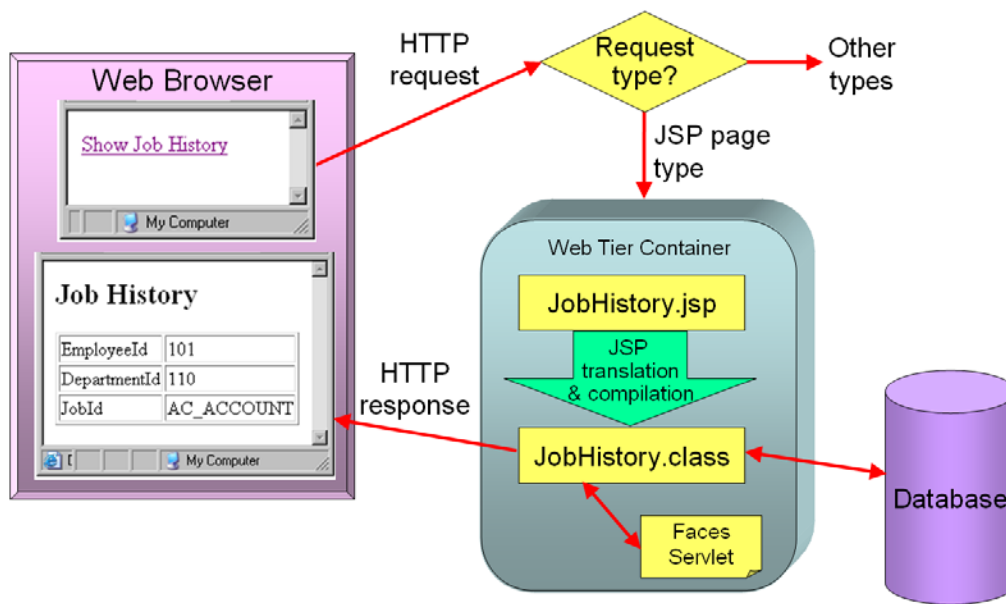 Web Browser
Show Job History
My Computer
Job History
EmployeeId 101
DepartmentId 110
JobId AC_ACCOUNT
My Computer
HTTP
request
Request
type?
Other
types
JSP page
type
Web Tier Container
JobHistory.jsp
JSP
translation
& compilation
HTTP
response
JobHistory.class
Faces
Servlet
Database